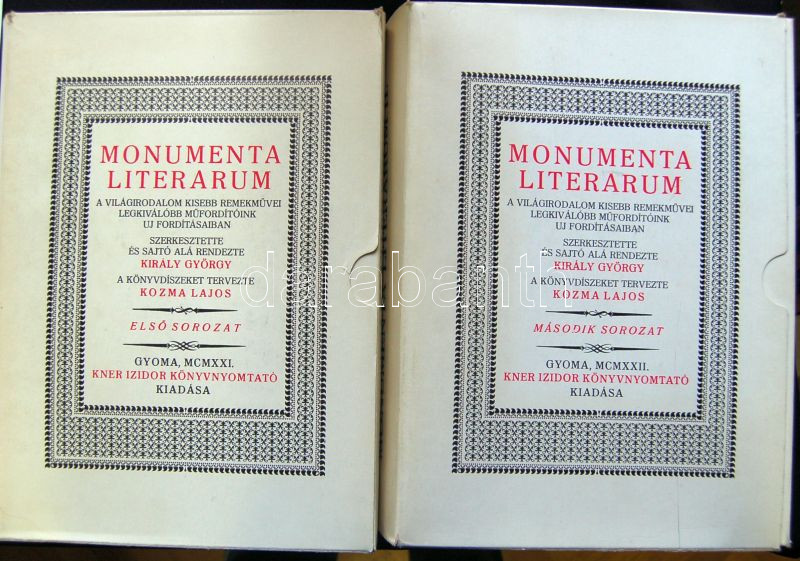 MONUMENTA
LITERARUM
A VILÁGIRODALOM KISEBB REMEKMŰVEI
LEGKIVÁLÓBB MŰFORDÍTÓINK
UJ FORDÍTÁSAIBAN
SZERKESZTETTE
ÉS SAJTÓ ALÁ RENDEZTE
KIRÁLY GYÖRGY
A KÖNYVDÍSZEKET TERVEZTE
KOZMA LAJOS
ELSŐ SOROZAT
GYOMA, MCMXXI.
KNER IZIDOR KÖNYVNYOMTATÓ
KIADÁSA
MONUMENTA
LITERARUM
A VILÁGIRODALOM KISEBB REMEKMŰVEI
LEGKIVÁLÓBB MŰFORDÍTÓINK
UJ FORDÍTÁSAIBAN
SZERKESZTETTE
ÉS SAJTÓ ALÁ RENDEZTE
KIRÁLY GYÖRGY
A KÖNYVDÍSZEKET TERVEZTE
KOZMA LAJOS
MÁSODIK SOROZAT
GYOMA, MCMXXII.
KNER IZIDOR KÖNYVNYOMTATÓ
KIADÁSA
darabanth